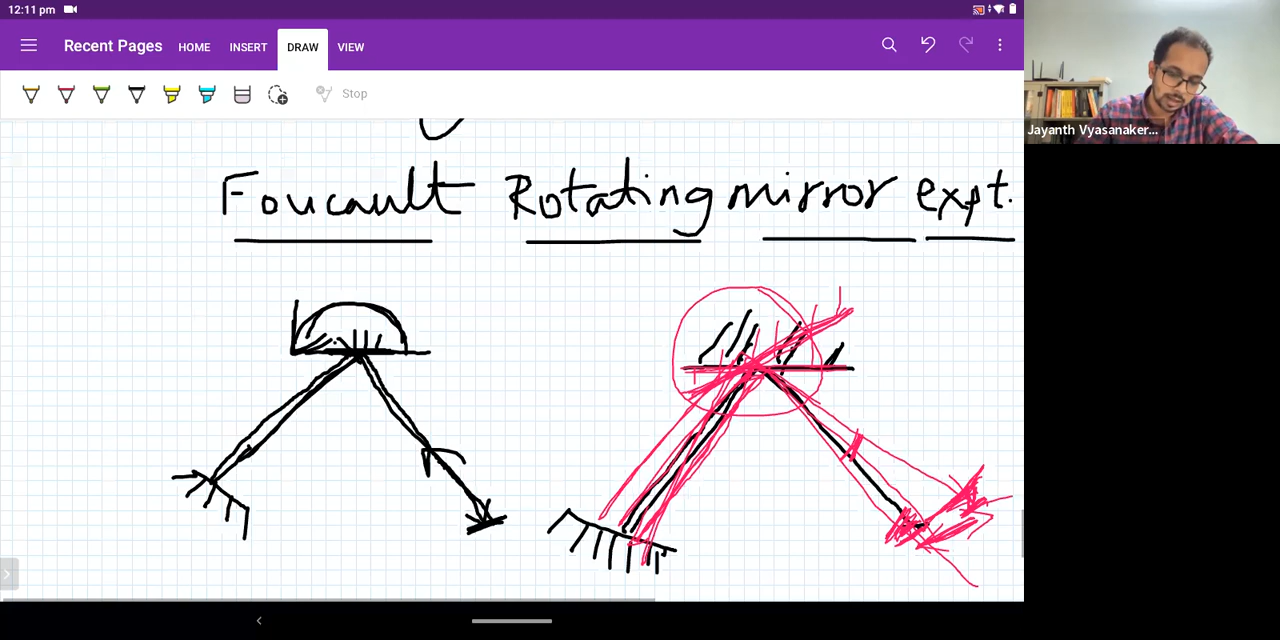 12:11 pm
Recent Pages HOME INSERT DRAW VIEW
Stop
Jayanth Vyasanaker...
Foucault Rotating mirror expt.